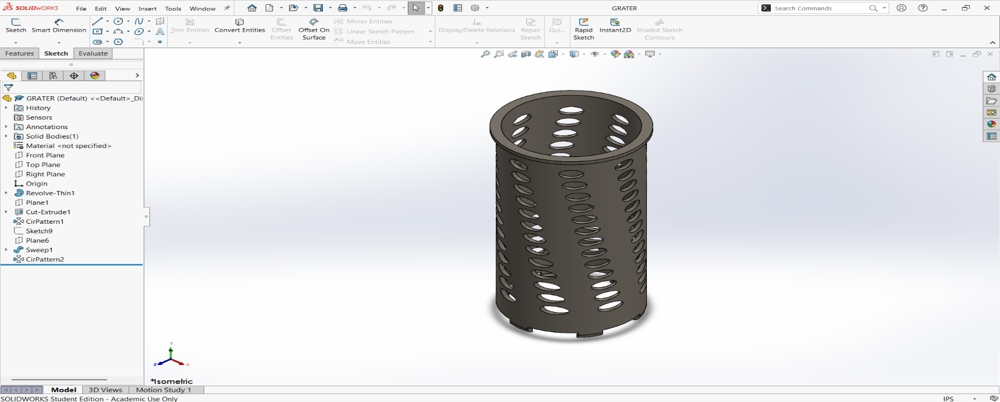 SOLIDWORKS File Edit View Insert Tools Window GRATER Search Commands
Sketch Smart Dimension Trim Entities Convert Entities Offset Entities Offset On Surface Mirror Entities Linear Sketch Pattern Move Entities Display/Delete Relations Repair Sketch Qui... Rapid Sketch Instant2D Shaded Sketch Contours
Features Sketch Evaluate
GRATER (Default) <<Default>_Di
History
Sensors
Annotations
Solid Bodies(1)
Material <not specified>
Front Plane
Top Plane
Right Plane
Origin
Revolve-Thin1
Plane1
Cut-Extrude1
CirPattern1
Sketch9
Plane6
Sweep1
CirPattern2
Y
Z X
*Isometric
Model 3D Views Motion Study 1
SOLIDWORKS Student Edition - Academic Use Only IPS